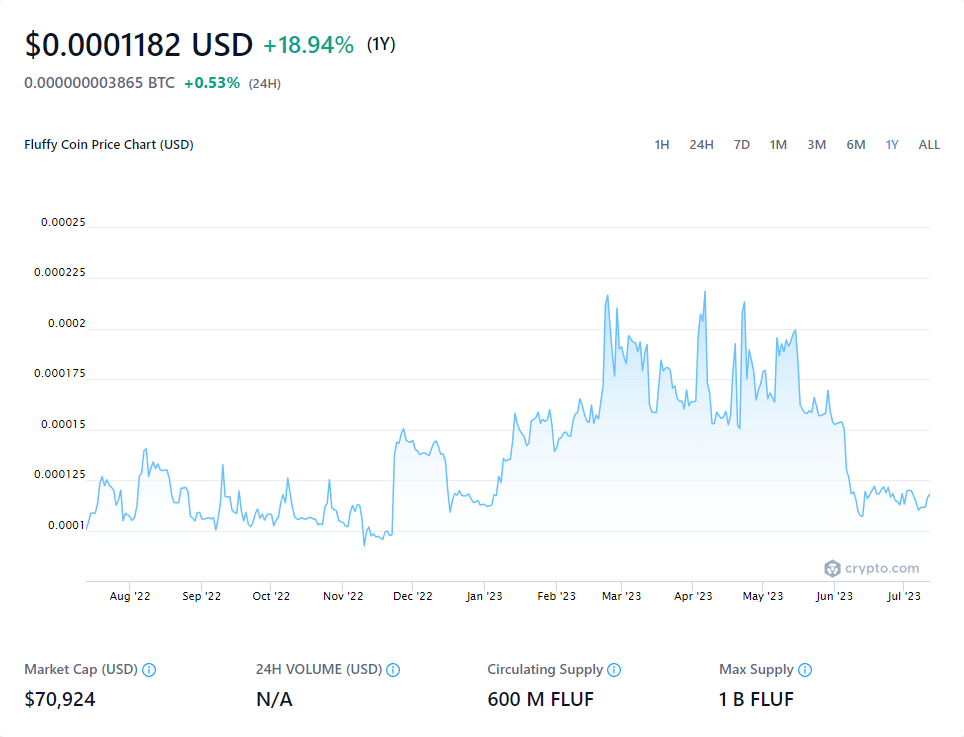 $0.0001182 USD +18.94% (1Y)
0.000000003865 BTC +0.53% (24H)
Fluffy Coin Price Chart (USD) 1H 24H 7D 1M 3M 6M 1Y ALL
0.00025
0.000225
0.0002
0.000175
0.00015
0.000125
0.0001
crypto.com
Aug '22 Sep '22 Oct '22 Nov '22 Dec '22 Jan '23 Feb '23 Mar '23 Apr '23 May '23 Jun '23 Jul '23
Market Cap (USD) 24H VOLUME (USD) Circulating Supply Max Supply
$70,924 N/A 600 M FLUF 1 B FLUF